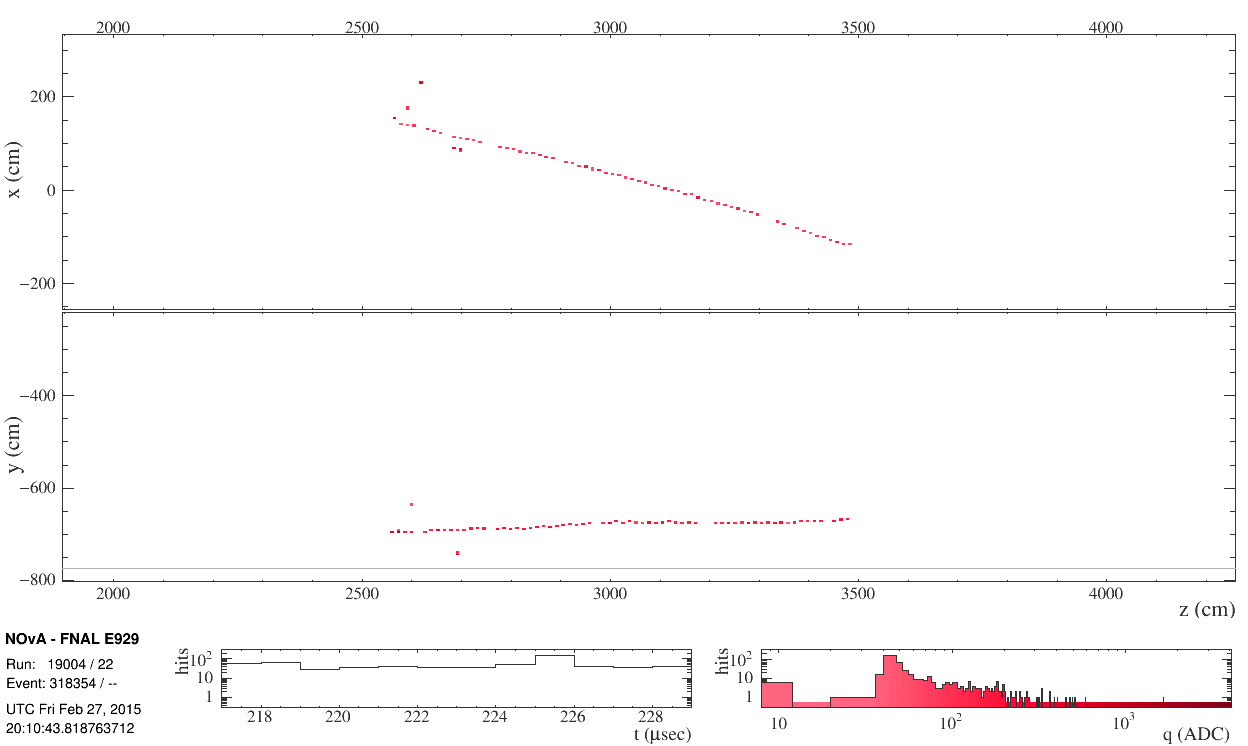 2000 2500 3000 3500 4000
200
0
−200
x (cm)
−400
−600
−800
y (cm)
2000 2500 3000 3500 4000
z (cm)
NOvA - FNAL E929
Run: 19004 / 22
Event: 318354 / --
UTC Fri Feb 27, 2015
20:10:43.818763712
hits
10²
10
1
218 220 222 224 226 228
t (μsec)
hits
10²
10
1
10 10² 10³
q (ADC)